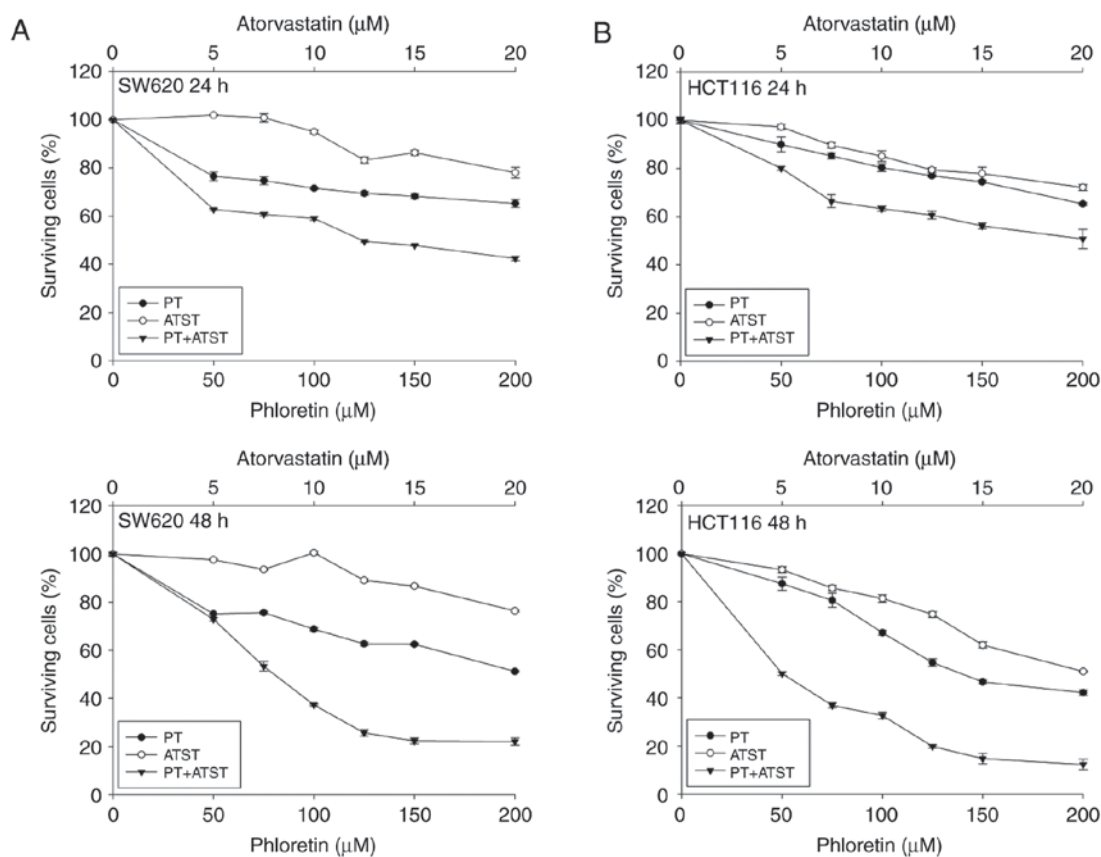 A
Atorvastatin (µM)
0 5 10 15 20
120
100
80
60
40
20
0
Surviving cells (%)
SW620 24 h
PT
ATST
PT+ATST
0 50 100 150 200
Phloretin (µM)
B
Atorvastatin (µM)
0 5 10 15 20
120
100
80
60
40
20
0
Surviving cells (%)
HCT116 24 h
PT
ATST
PT+ATST
0 50 100 150 200
Phloretin (µM)
Atorvastatin (µM)
0 5 10 15 20
120
100
80
60
40
20
0
Surviving cells (%)
SW620 48 h
PT
ATST
PT+ATST
0 50 100 150 200
Phloretin (µM)
Atorvastatin (µM)
0 5 10 15 20
120
100
80
60
40
20
0
Surviving cells (%)
HCT116 48 h
PT
ATST
PT+ATST
0 50 100 150 200
Phloretin (µM)